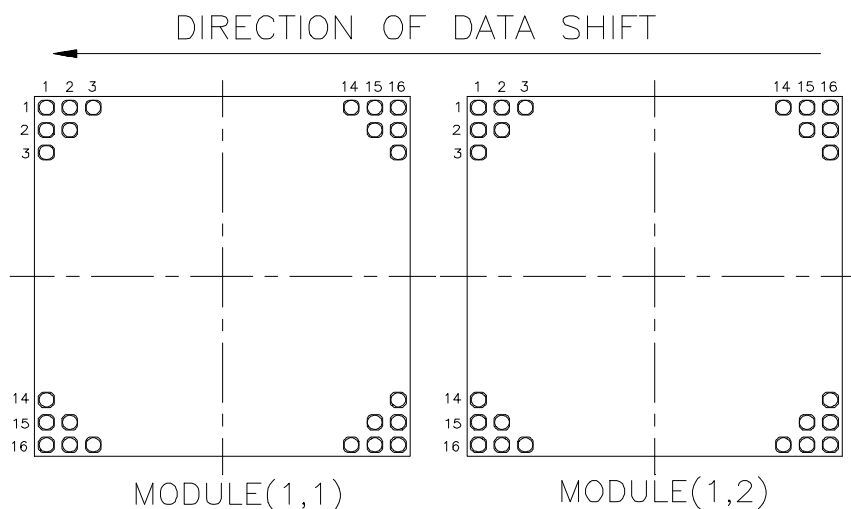 DIRECTION OF DATA SHIFT
1 2 3 14 15 16 1 2 3 14 15 16
1 1
2 2
3 3
14 14
15 15
16 16
MODULE(1,1) MODULE(1,2)